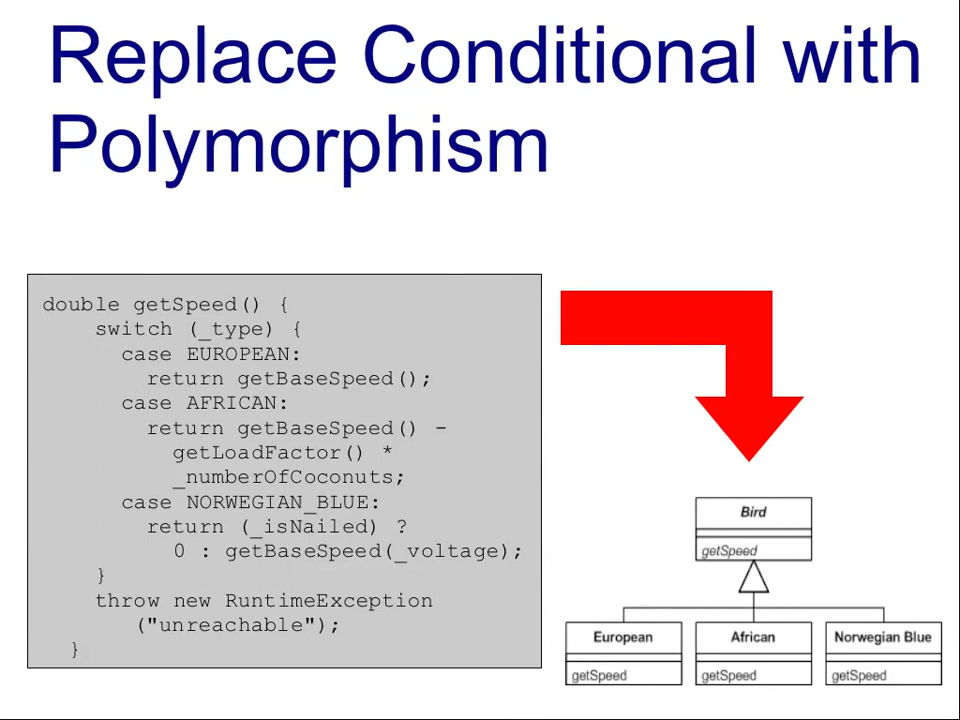 Replace Conditional with
Polymorphism
double getSpeed() {
switch (_type) {
case EUROPEAN:
return getBaseSpeed();
case AFRICAN:
return getBaseSpeed() -
getLoadFactor() *
_numberOfCoconuts;
case NORWEGIAN_BLUE:
return (_isNailed) ?
0 : getBaseSpeed(_voltage);
}
throw new RuntimeException
("unreachable");
}
Bird
getSpeed
European
getSpeed
African
getSpeed
Norwegian Blue
getSpeed